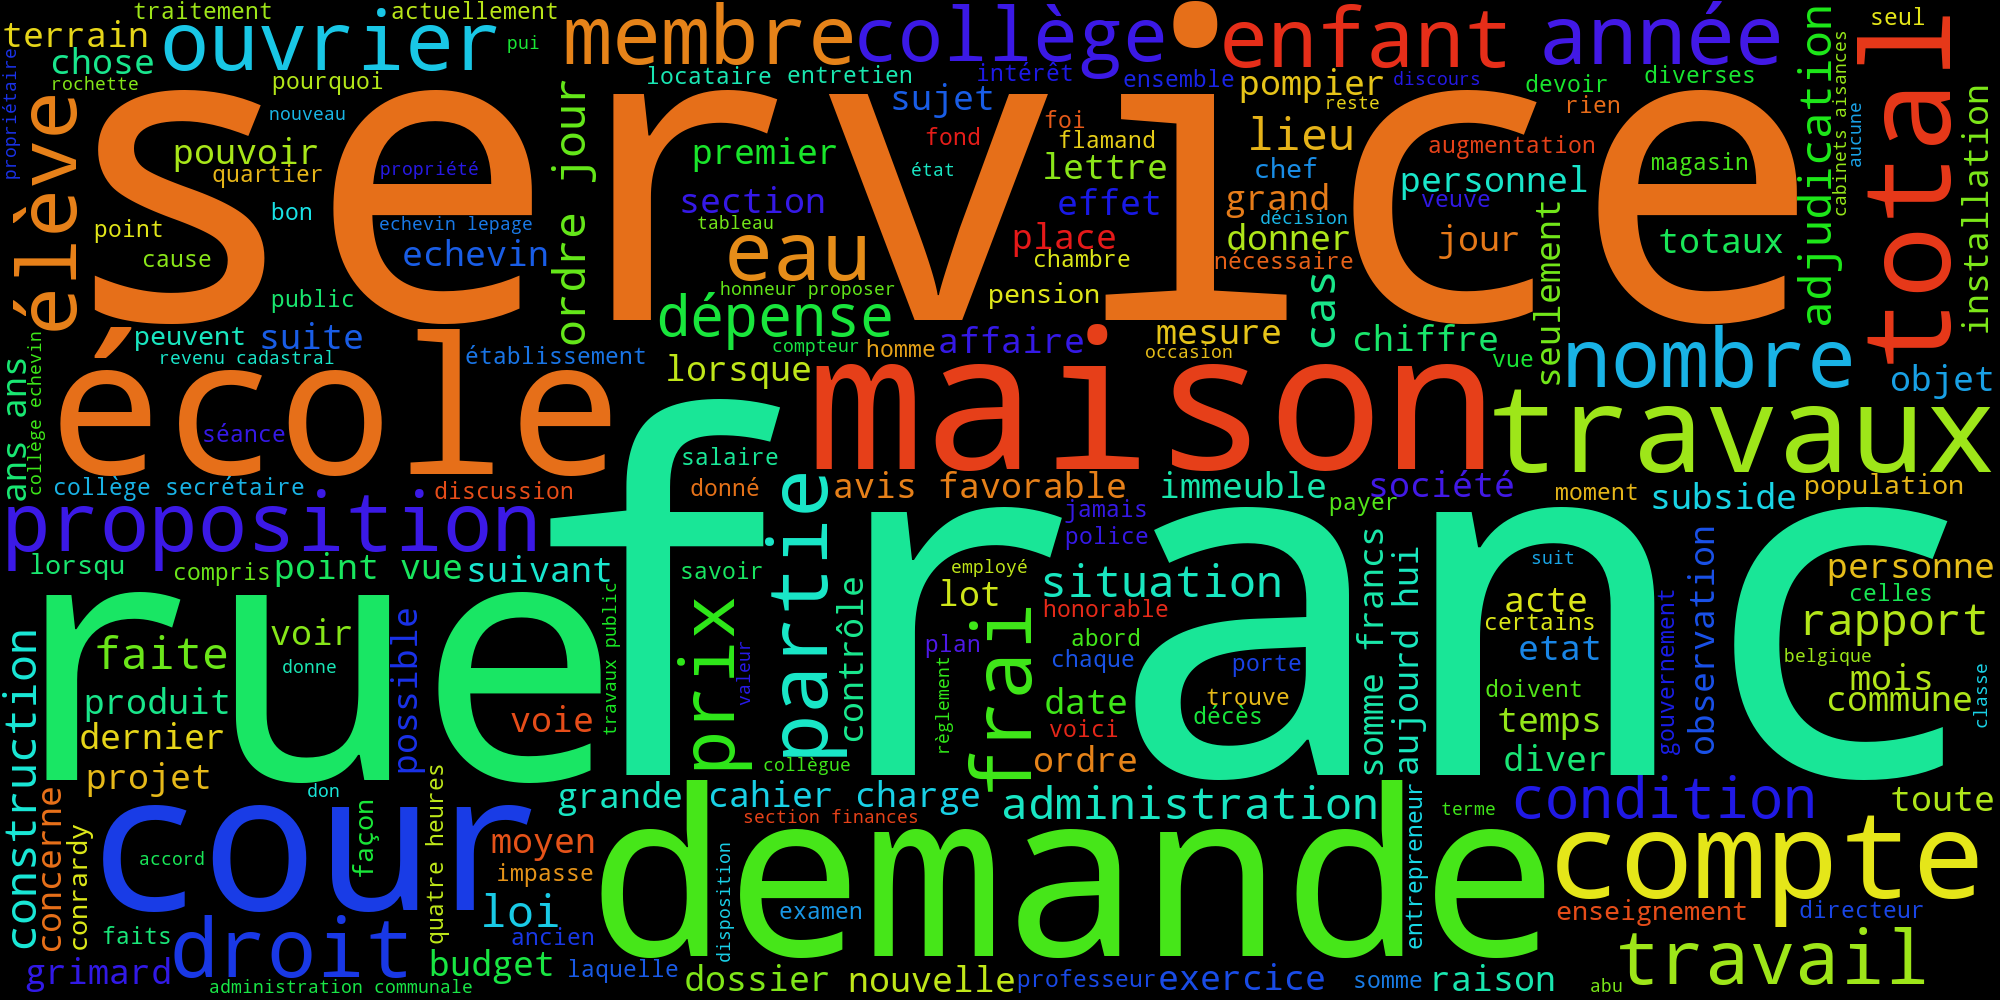 traitement
actuellement
terrain
ouvrier
pui
membre
collège
enfant
année
seul
chose
rochette
pourquoi
locataire
entretien
intérêt
ensemble
pompier
discours
devoir
diverses
propriétaire
nouveau
sujet
reste
rien
adjudication
cabinets aisances
aucune
total
élève
service
ordre jour
pouvoir
quartier
propriété
premier
fond
foi
flamand
lieu
augmentation
magasin
installation
état
lettre
chef
personnel
bon
section
effet
grand
veuve
point
echevin lepage
tableau
décision
cause
echevin
eau
place
donner
jour
totaux
chambre
nécessaire
seulement
public
honneur proposer
pension
dépense
cas
peuvent
suite
mesure
chiffre
revenu cadastral
établissement
compteur
homme
affaire
occasion
vue
nombre
lorsque
objet
ans ans
collège echevin
école
maison
travaux
séance
salaire
collège secrétaire
discussion
donné
partie
avis favorable
immeuble
payer
société
moment
subside
population
proposition
franc
jamais
police
lorsqu
compris
point vue
suivant
savoir
employé
suit
personne
situation
somme francs
aujourd hui
observation
rue
contrôle
lot
honorable
acte
celles
certains
rapport
faite
voir
possible
travaux public
prix
valeur
frai
plan
abord
chaque
porte
etat
gouvernement
belgique
donne
règlement
trouve
doivent
mois
produit
date
décès
commune
classe
construction
voie
voici
temps
dernier
collègue
ordre
diver
projet
don
grande
cahier charge
administration
terme
condition
toute
concerne
conrardy
cour
façon
quatre heures
section finances
demande
entrepreneur
compte
accord
moyen
impasse
disposition
loi
examen
enseignement
directeur
faits
droit
ancien
travail
grimard
budget
laquelle
dossier
nouvelle
professeur
exercice
somme
raison
abu
administration communale